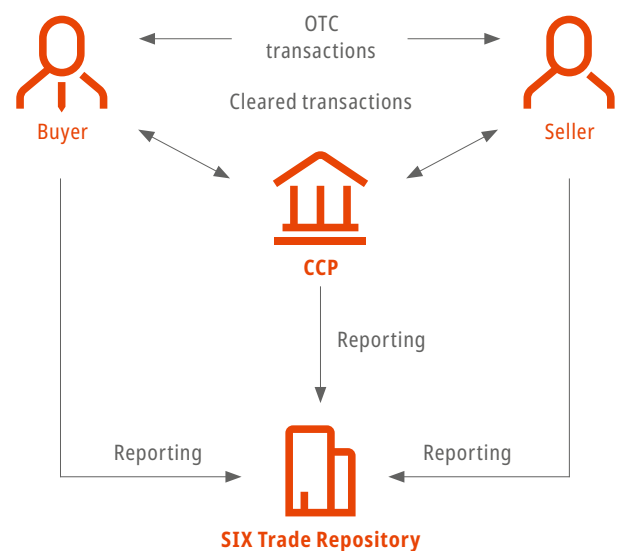 OTC
transactions
Cleared transactions
Buyer
Seller
CCP
Reporting
Reporting
Reporting
SIX Trade Repository